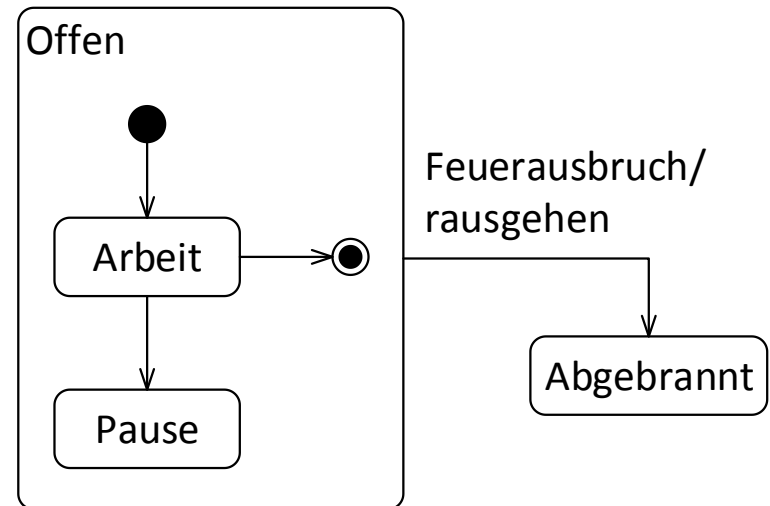 Offen
Feuerausbruch/
rausgehen
Arbeit
Abgebrannt
Pause